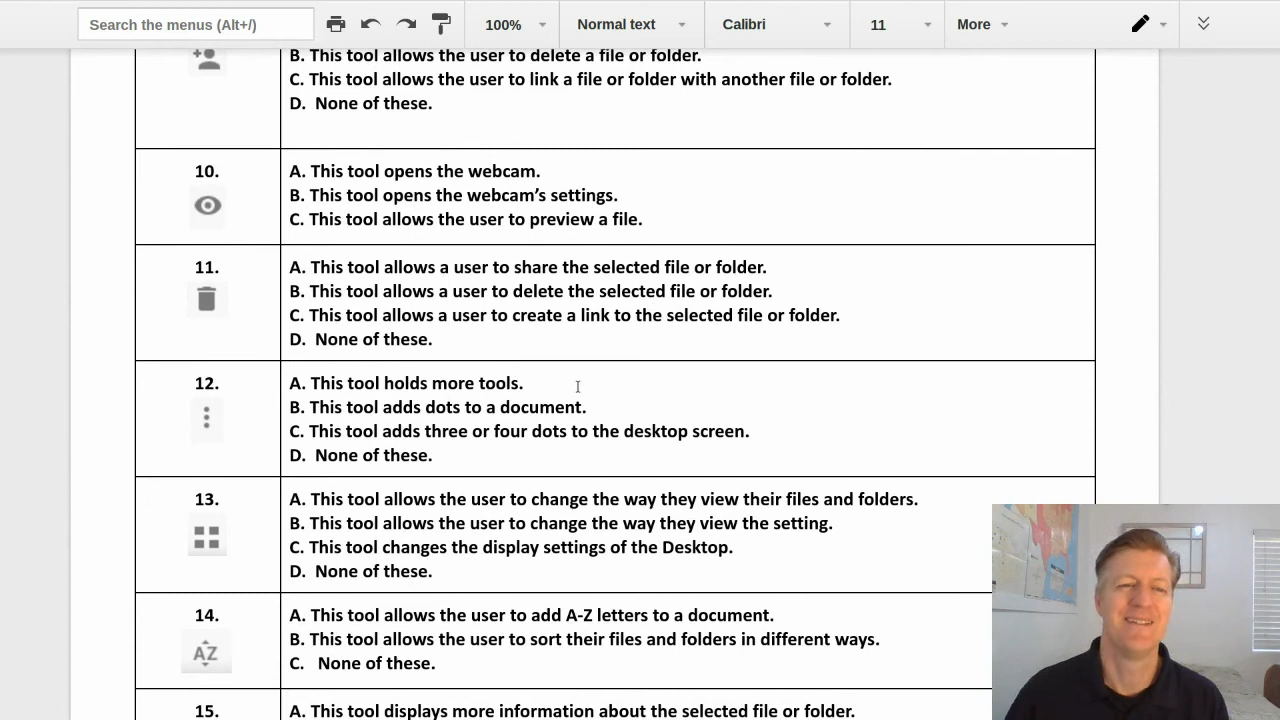 Search the menus (Alt+/)
100%
Normal text
Calibri
11
More
B. This tool allows the user to delete a file or folder.
C. This tool allows the user to link a file or folder with another file or folder.
D. None of these.
10.
A. This tool opens the webcam.
B. This tool opens the webcam's settings.
C. This tool allows the user to preview a file.
11.
A. This tool allows a user to share the selected file or folder.
B. This tool allows a user to delete the selected file or folder.
C. This tool allows a user to create a link to the selected file or folder.
D. None of these.
12.
A. This tool holds more tools.
B. This tool adds dots to a document.
C. This tool adds three or four dots to the desktop screen.
D. None of these.
13.
A. This tool allows the user to change the way they view their files and folders.
B. This tool allows the user to change the way they view the setting.
C. This tool changes the display settings of the Desktop.
D. None of these.
14.
AZ
A. This tool allows the user to add A-Z letters to a document.
B. This tool allows the user to sort their files and folders in different ways.
C. None of these.
15.
A. This tool displays more information about the selected file or folder.